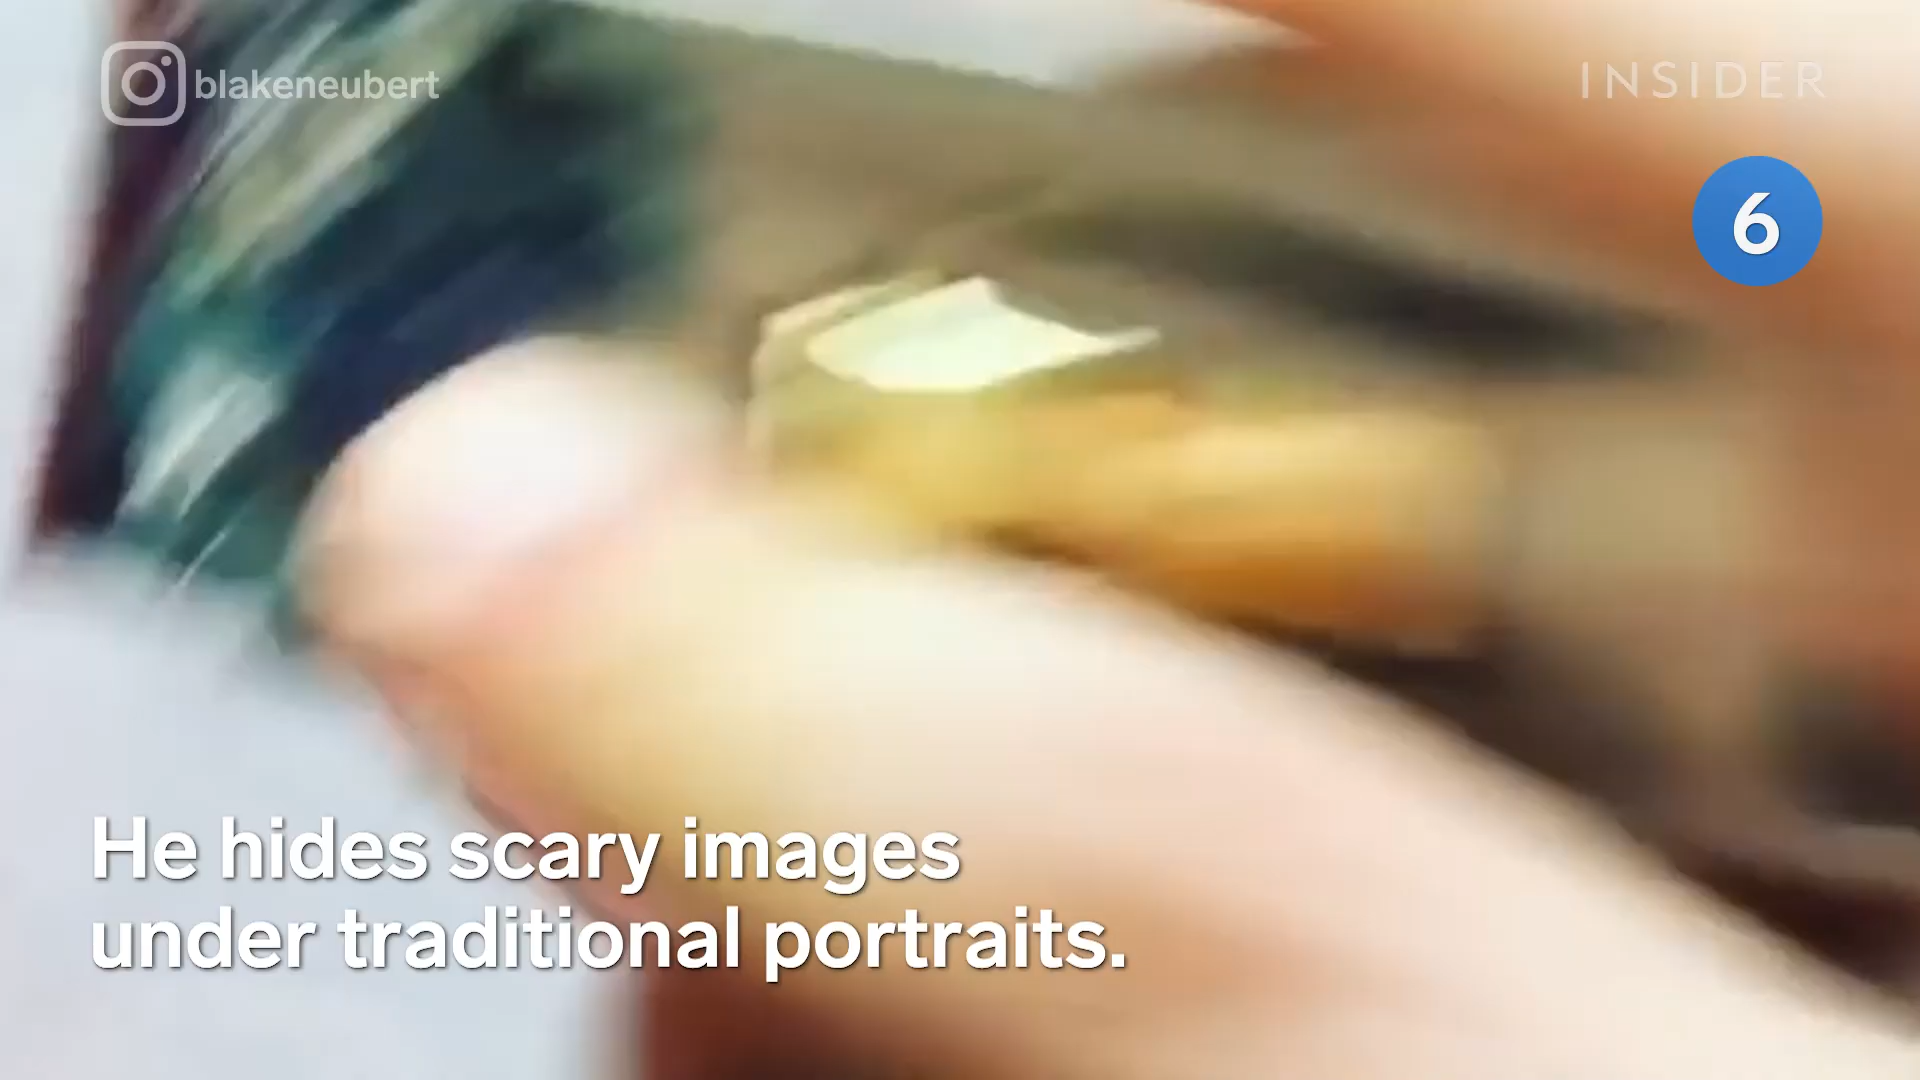 blakeneubert
INSIDER
6
He hides scary images
under traditional portraits.